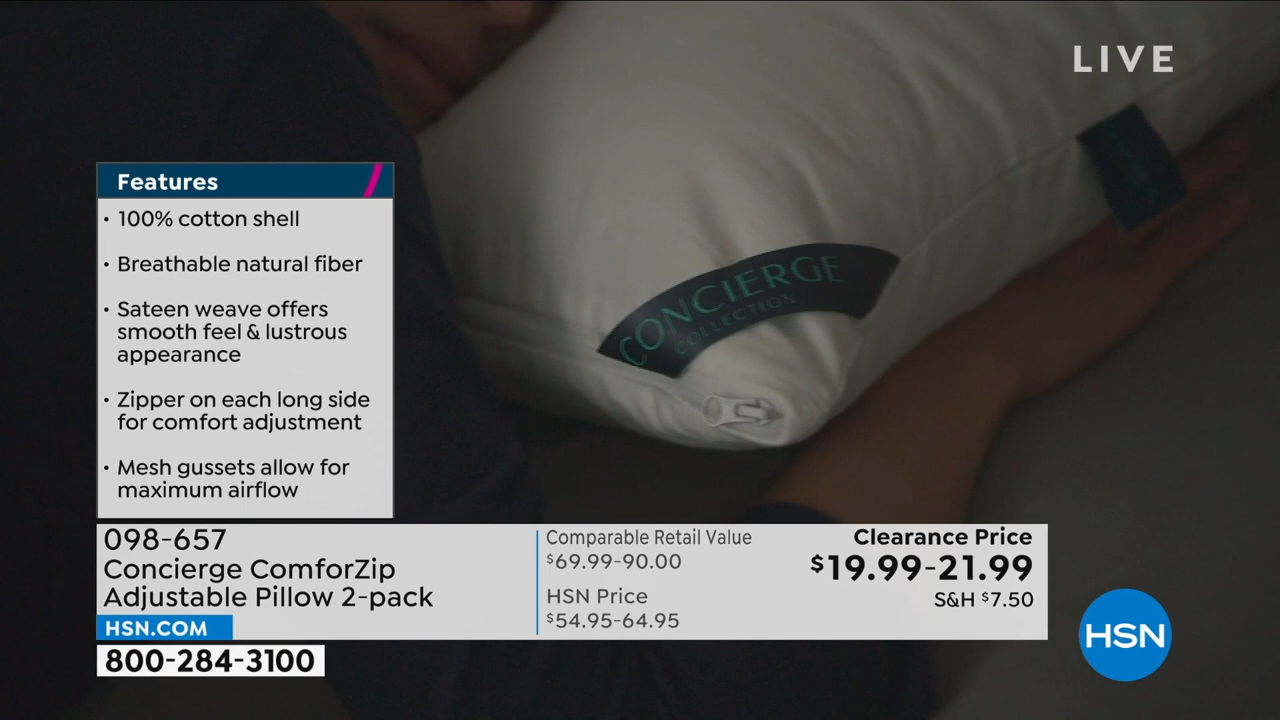 LIVE
Features
• 100% cotton shell
• Breathable natural fiber
• Sateen weave offers
smooth feel & lustrous
appearance
• Zipper on each long side
for comfort adjustment
• Mesh gussets allow for
maximum airflow
CONCIERGE
COLLECTION
098-657
Concierge ComforZip
Adjustable Pillow 2-pack
HSN.COM
800-284-3100
Comparable Retail Value
$69.99-90.00
HSN Price
$54.95-64.95
Clearance Price
$19.99-21.99
S&H $7.50
HSN